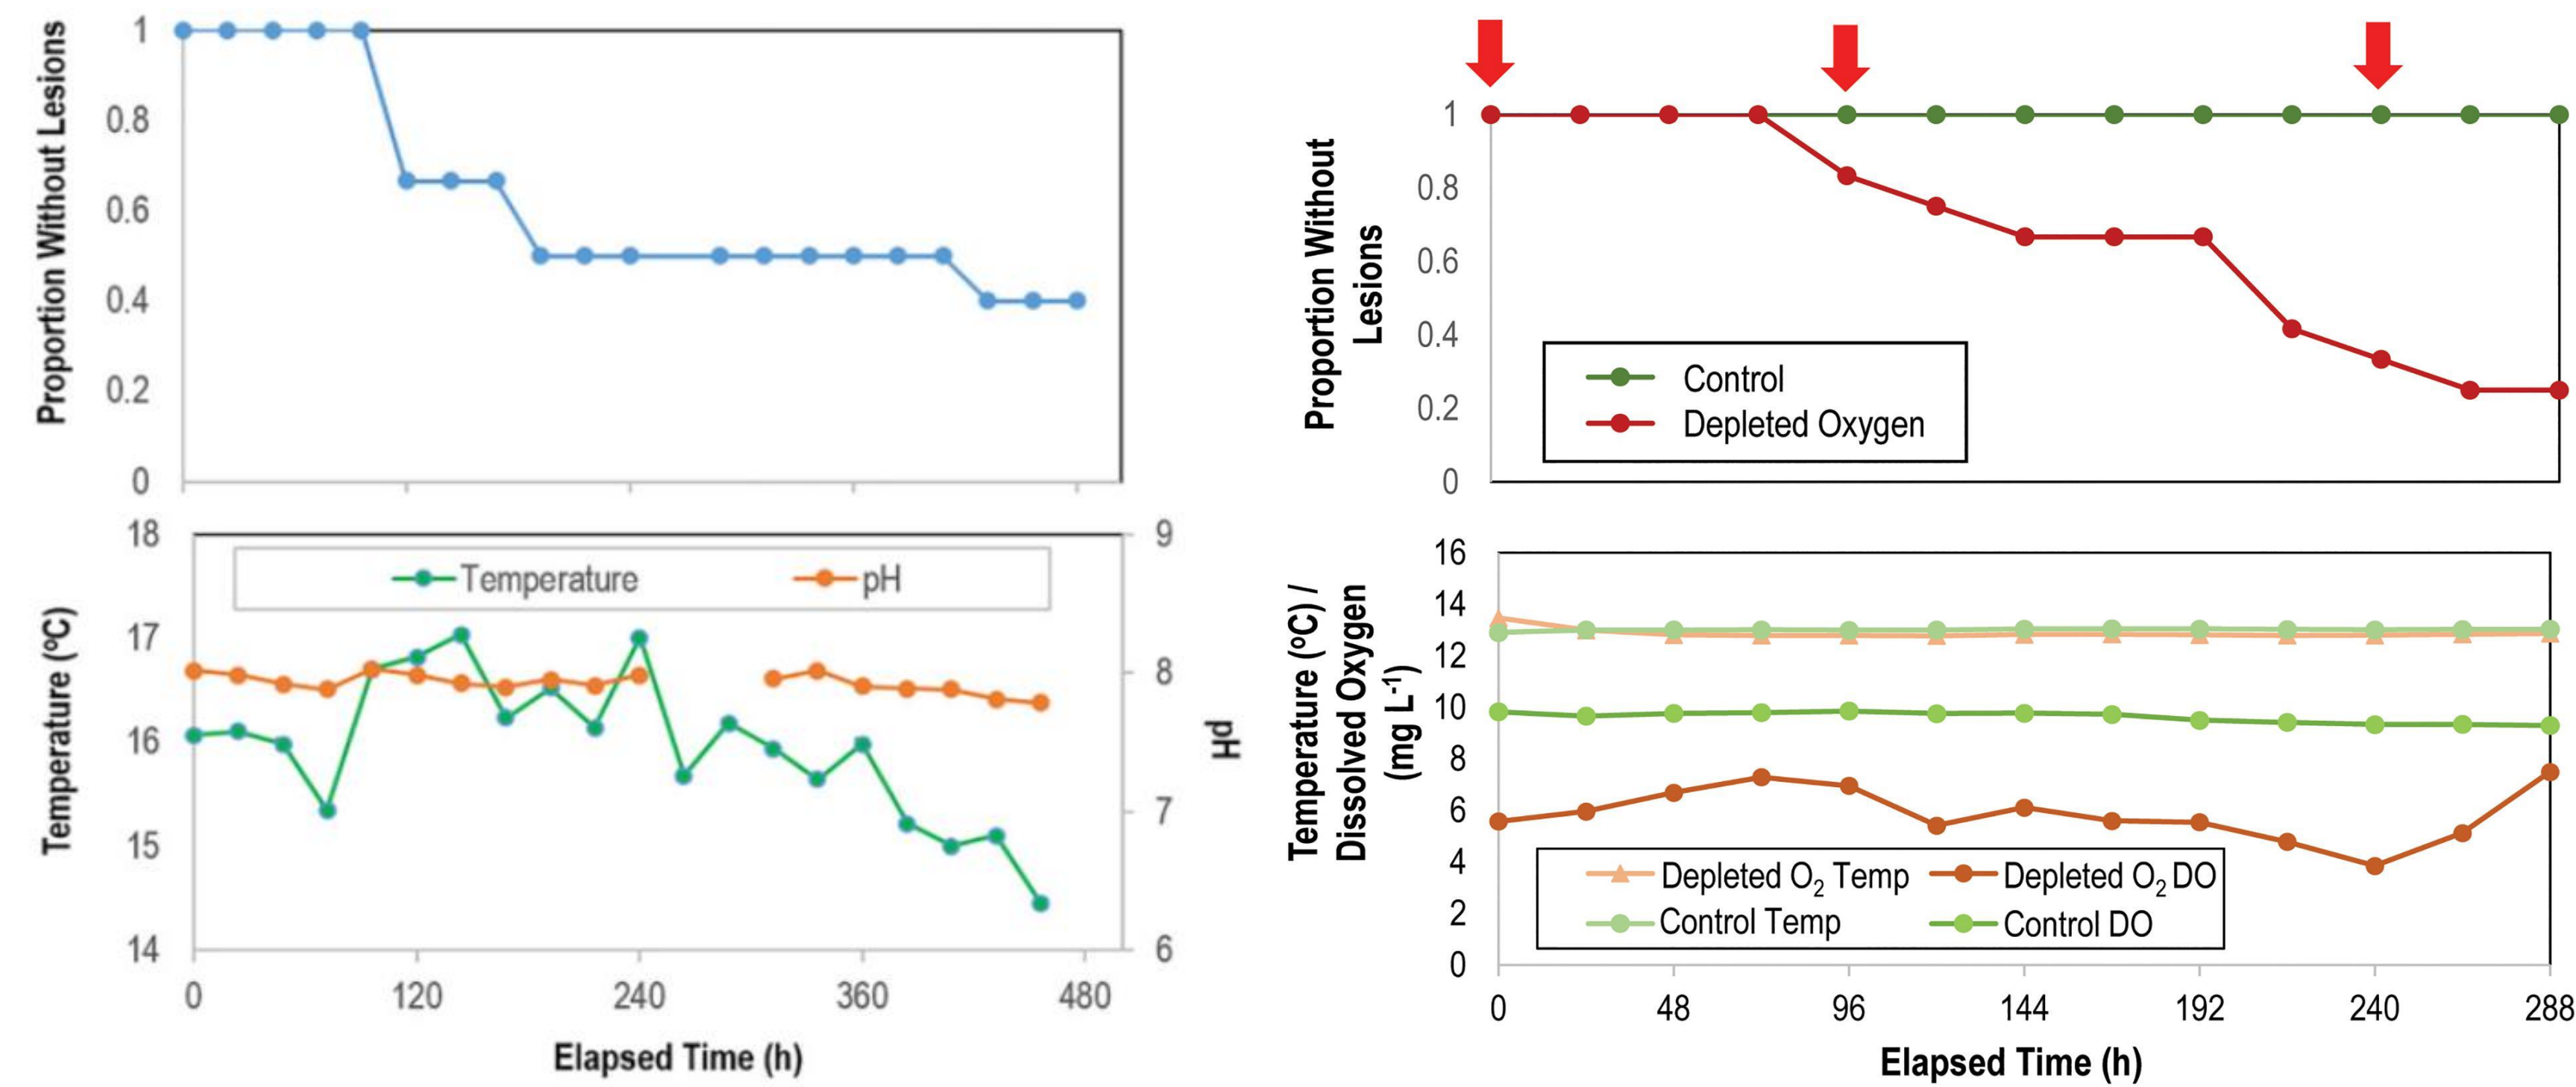 Proportion Without Lesions
1
0.8
0.6
0.4
0.2
0
Temperature (ºC)
18
17
16
15
14
Temperature
pH
9
8
7
6
pH
0
120
240
360
480
Elapsed Time (h)
Proportion Without
Lesions
1
0.8
0.6
0.4
0.2
0
Control
Depleted Oxygen
Temperature (ºC) /
Dissolved Oxygen
(mg L-1)
16
14
12
10
8
6
4
2
0
Depleted O2 Temp
Depleted O2 DO
Control Temp
Control DO
0
48
96
144
192
240
288
Elapsed Time (h)